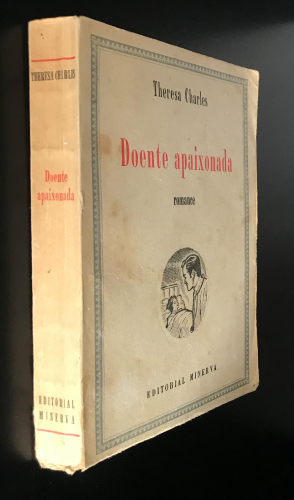 THERESA CHARLES
Doente
apaixonada
EDITORIAL
MINERVA
Theresa Charles
Doente apaixonada
romance
EDITORIAL MINERVA